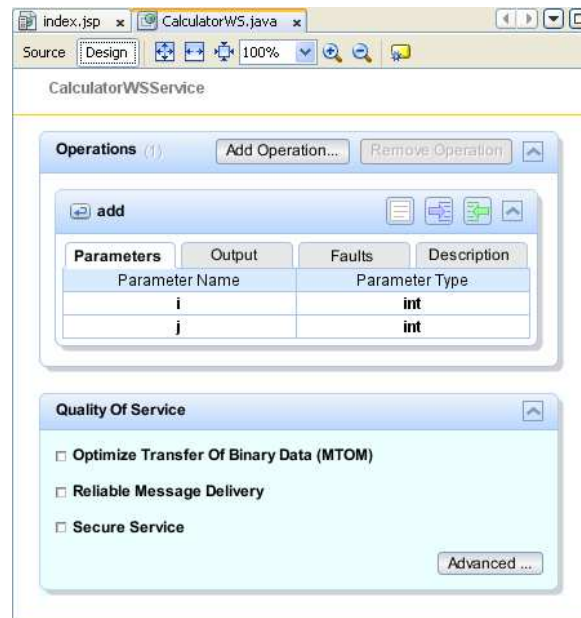 index.jsp x CalculatorWS.java x
Source Design 100%
CalculatorWSService
Operations (1) Add Operation... Remove Operation
add
Parameters Output Faults Description
Parameter Name Parameter Type
i int
j int
Quality Of Service
Optimize Transfer Of Binary Data (MTOM)
Reliable Message Delivery
Secure Service
Advanced ...